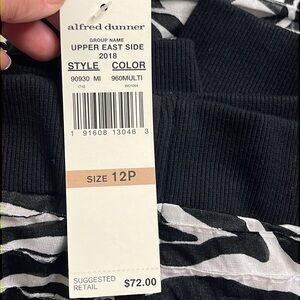 alfred dunner
GROUP NAME
UPPER EAST SIDE
2018
STYLE COLOR
90930 MI 960MULTI
1 91608 13046 3
SIZE 12P
SUGGESTED
RETAIL $72.00